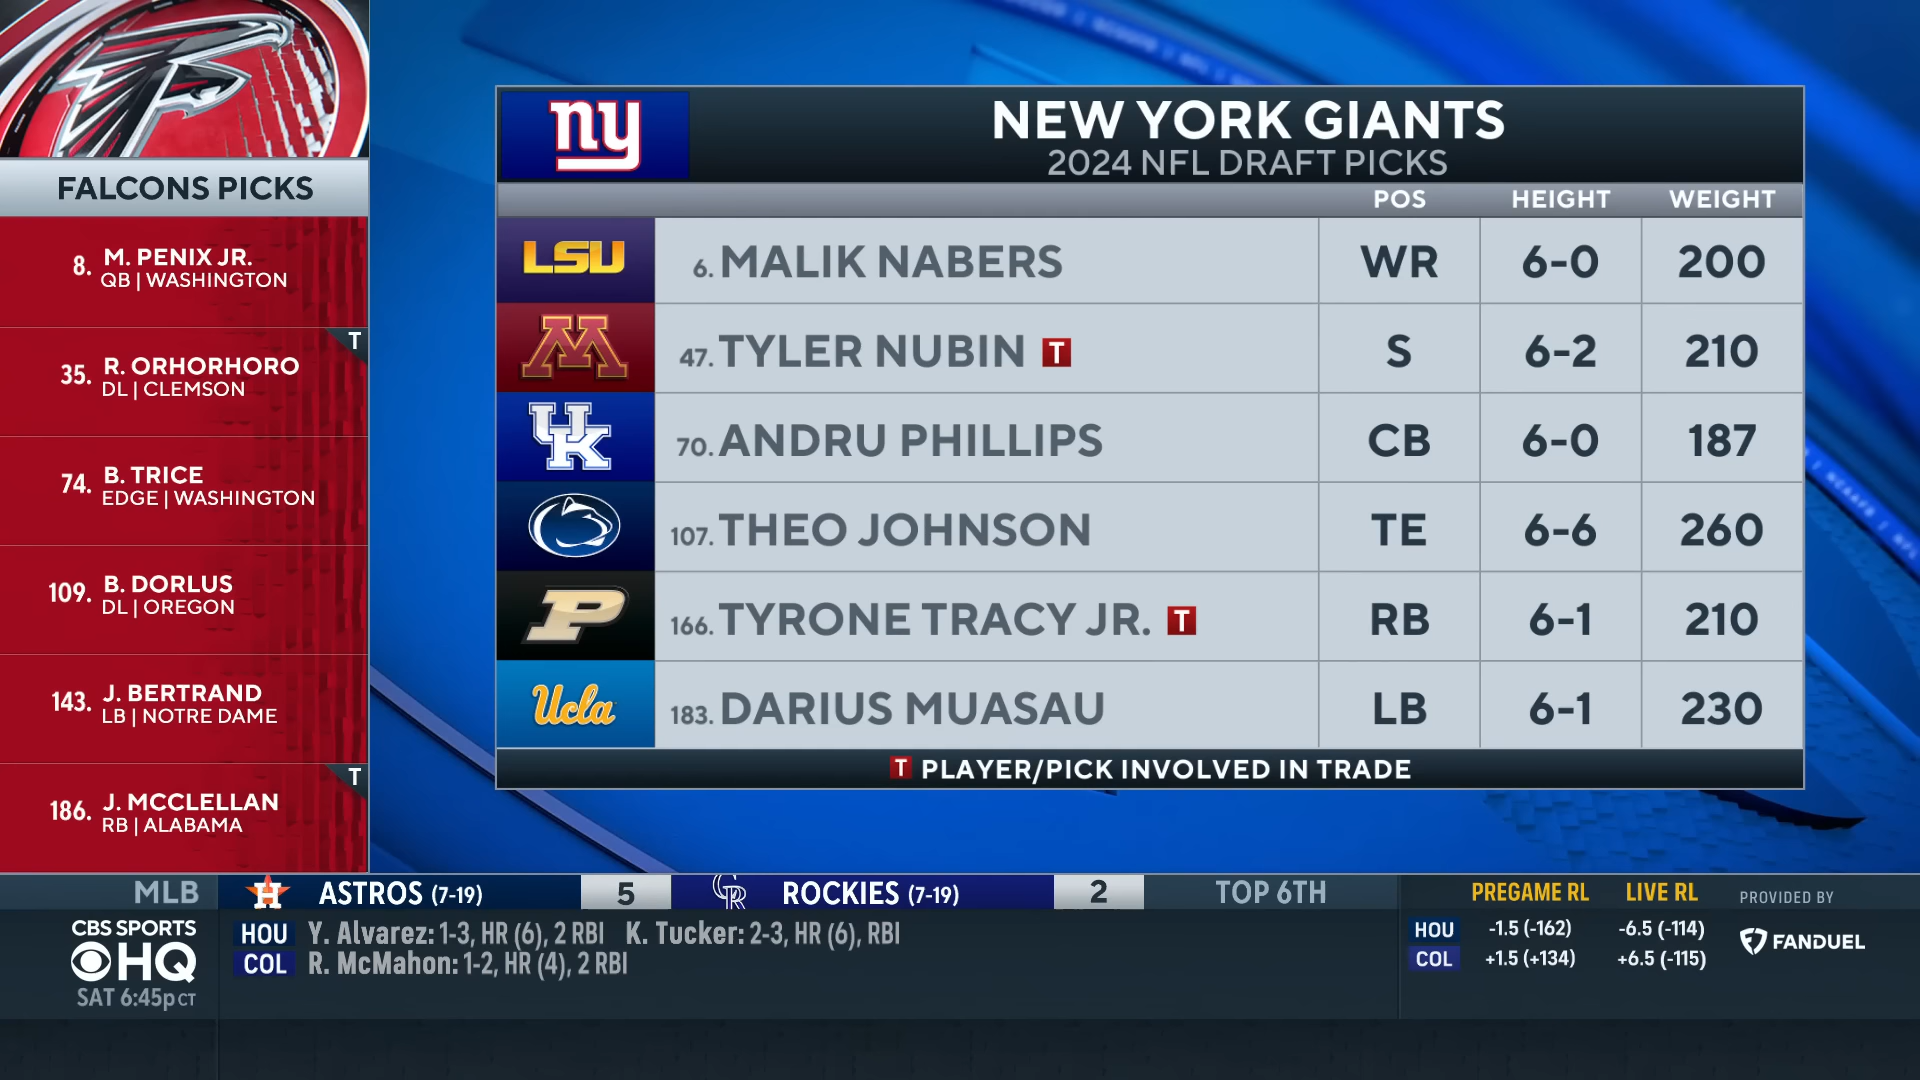 FALCONS PICKS
8. M. PENIX JR.
QB | WASHINGTON
T
35. R. ORHORHORO
DL | CLEMSON
74. B. TRICE
EDGE | WASHINGTON
109. B. DORLUS
DL | OREGON
143. J. BERTRAND
LB | NOTRE DAME
T
186. J. MCCLELLAN
RB | ALABAMA
ny
NEW YORK GIANTS
2024 NFL DRAFT PICKS
POS HEIGHT WEIGHT
LSU 6. MALIK NABERS WR 6-0 200
M 47. TYLER NUBIN T S 6-2 210
UK 70. ANDRU PHILLIPS CB 6-0 187
107. THEO JOHNSON TE 6-6 260
P 166. TYRONE TRACY JR. T RB 6-1 210
Ucla 183. DARIUS MUASAU LB 6-1 230
T PLAYER/PICK INVOLVED IN TRADE
MLB H ASTROS (7-19) 5 CR ROCKIES (7-19) 2 TOP 6TH
CBS SPORTS
HQ
SAT 6:45p CT
HOU Y. Alvarez: 1-3, HR (6), 2 RBI K. Tucker: 2-3, HR (6), RBI
COL R. McMahon: 1-2, HR (4), 2 RBI
PREGAME RL LIVE RL
HOU -1.5 (-162) -6.5 (-114)
COL +1.5 (+134) +6.5 (-115)
PROVIDED BY
FANDUEL